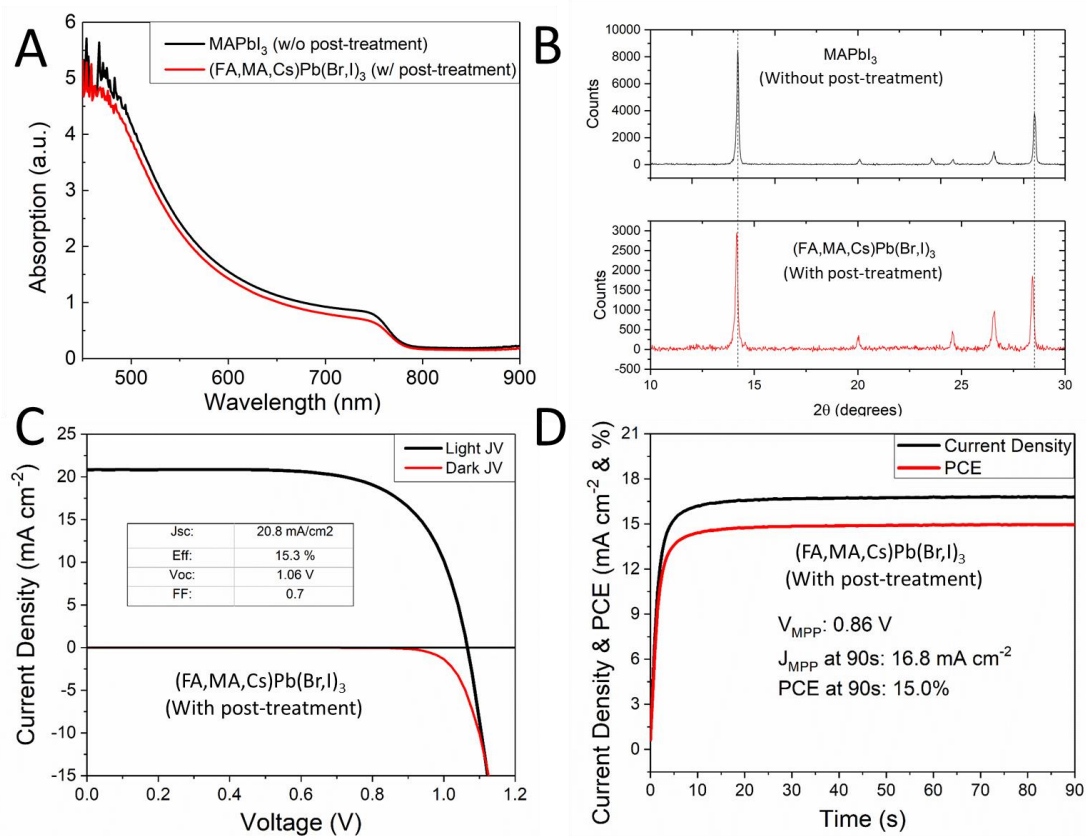 A
MAPbI₃ (w/o post-treatment)
(FA,MA,Cs)Pb(Br,I)₃ (w/ post-treatment)
6
5
4
3
2
1
0
Absorption (a.u.)
500
550
600
650
700
750
800
850
900
Wavelength (nm)
B
MAPbI₃
(Without post-treatment)
10000
8000
6000
4000
2000
0
Counts
(FA,MA,Cs)Pb(Br,I)₃
(With post-treatment)
3000
2500
2000
1500
1000
500
0
-500
Counts
10
15
20
25
30
2θ (degrees)
C
Light JV
Dark JV
25
20
15
10
5
0
-5
-10
-15
Current Density (mA cm⁻²)
Jsc: 20.8 mA/cm2
Eff: 15.3 %
Voc: 1.06 V
FF: 0.7
(FA,MA,Cs)Pb(Br,I)₃
(With post-treatment)
0.0
0.2
0.4
0.6
0.8
1.0
1.2
Voltage (V)
D
Current Density
PCE
21
18
15
12
9
6
3
0
Current Density & PCE (mA cm⁻² & %)
(FA,MA,Cs)Pb(Br,I)₃
(With post-treatment)
V_MPP: 0.86 V
J_MPP at 90s: 16.8 mA cm⁻²
PCE at 90s: 15.0%
0
10
20
30
40
50
60
70
80
90
Time (s)